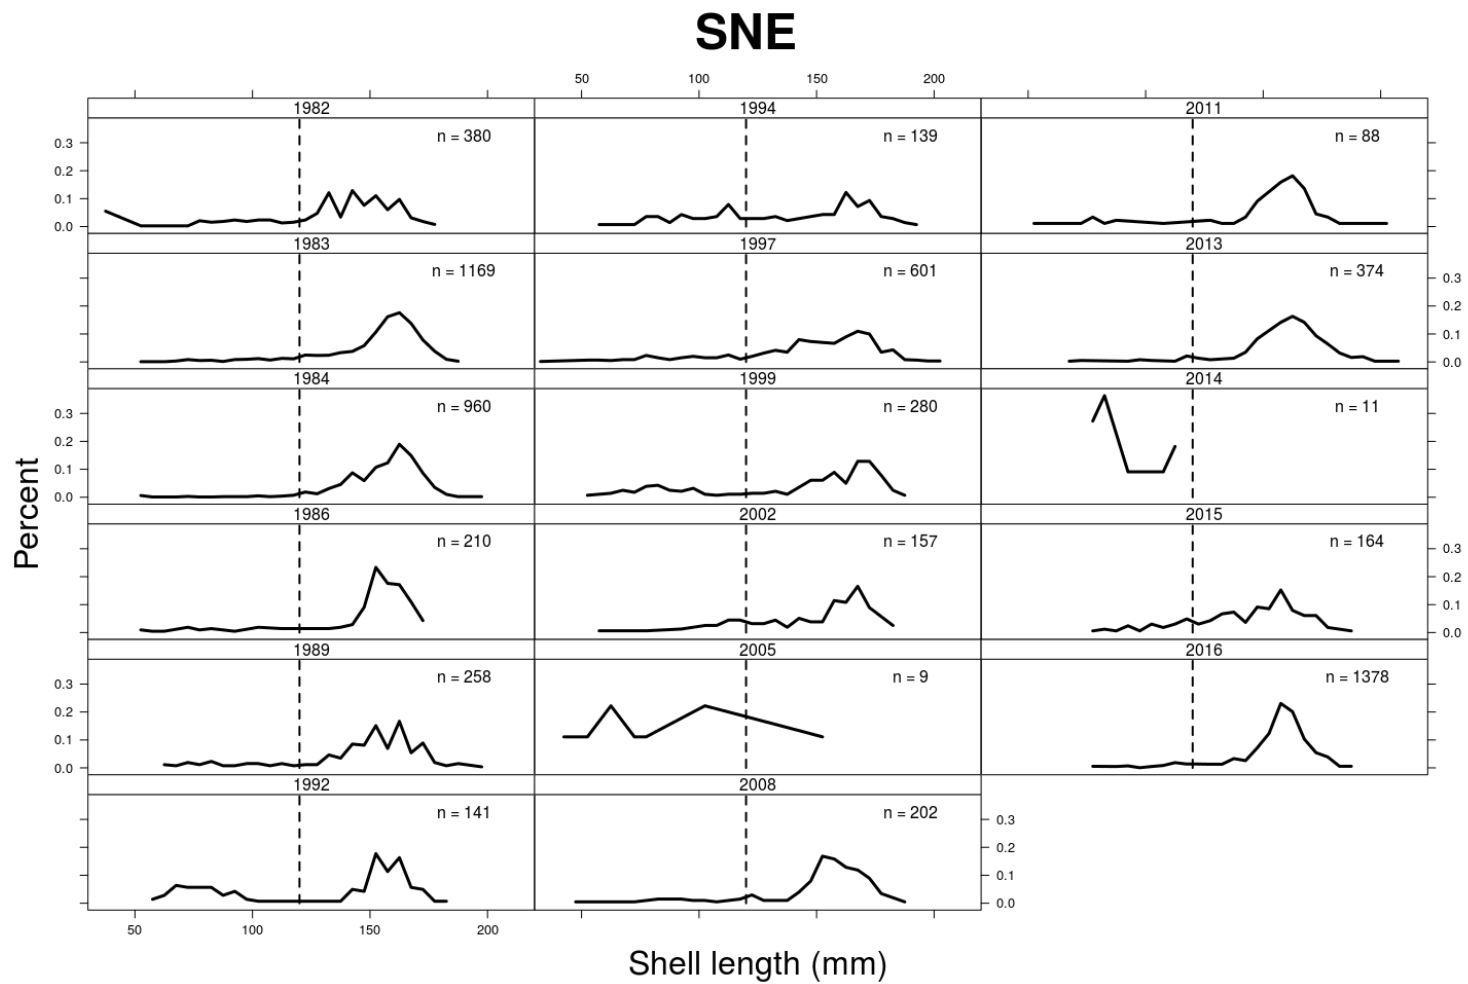 SNE
50 100 150 200
1982 1994 2011
n = 380 n = 139 n = 88
0.3
0.2
0.1
0.0
1983 1997 2013
n = 1169 n = 601 n = 374
0.3
0.2
0.1
0.0
1984 1999 2014
n = 960 n = 280 n = 11
0.3
0.2
0.1
0.0
1986 2002 2015
n = 210 n = 157 n = 164
0.3
0.2
0.1
0.0
1989 2005 2016
n = 258 n = 9 n = 1378
0.3
0.2
0.1
0.0
1992 2008
n = 141 n = 202
0.3
0.2
0.1
0.0
50 100 150 200
Percent
Shell length (mm)